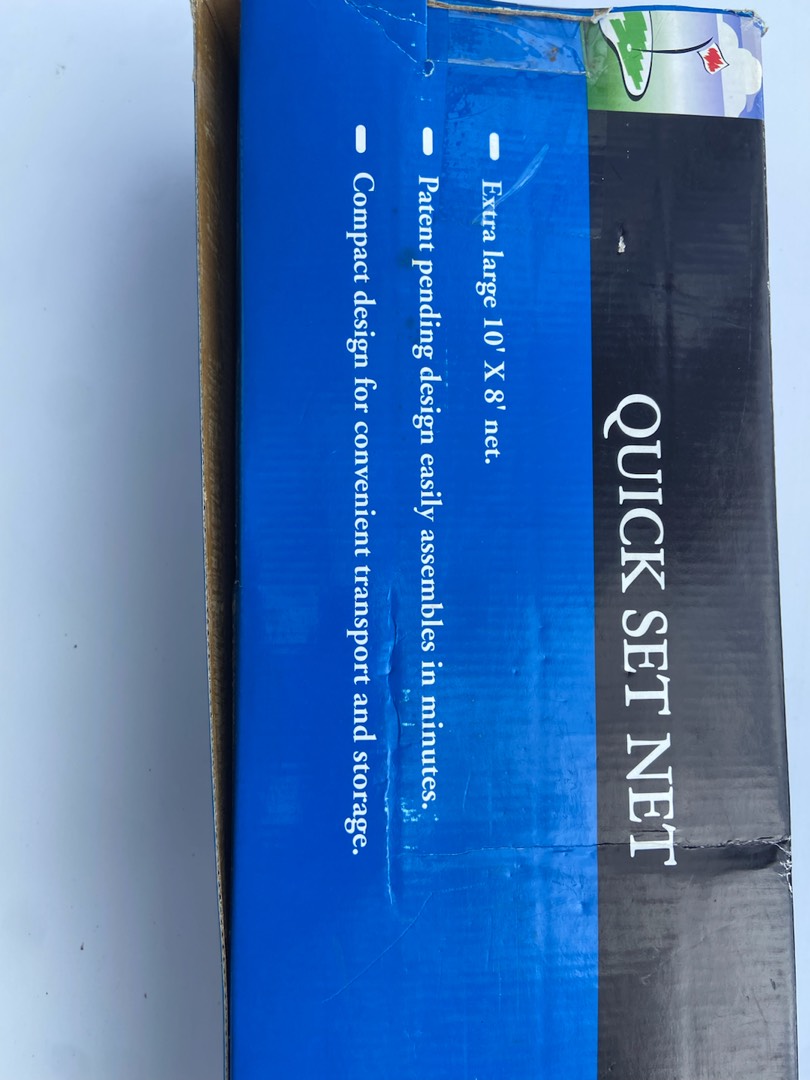 QUICK SET NET
Extra large 10' X 8' net.
Patent pending design easily assembles in minutes.
Compact design for convenient transport and storage.